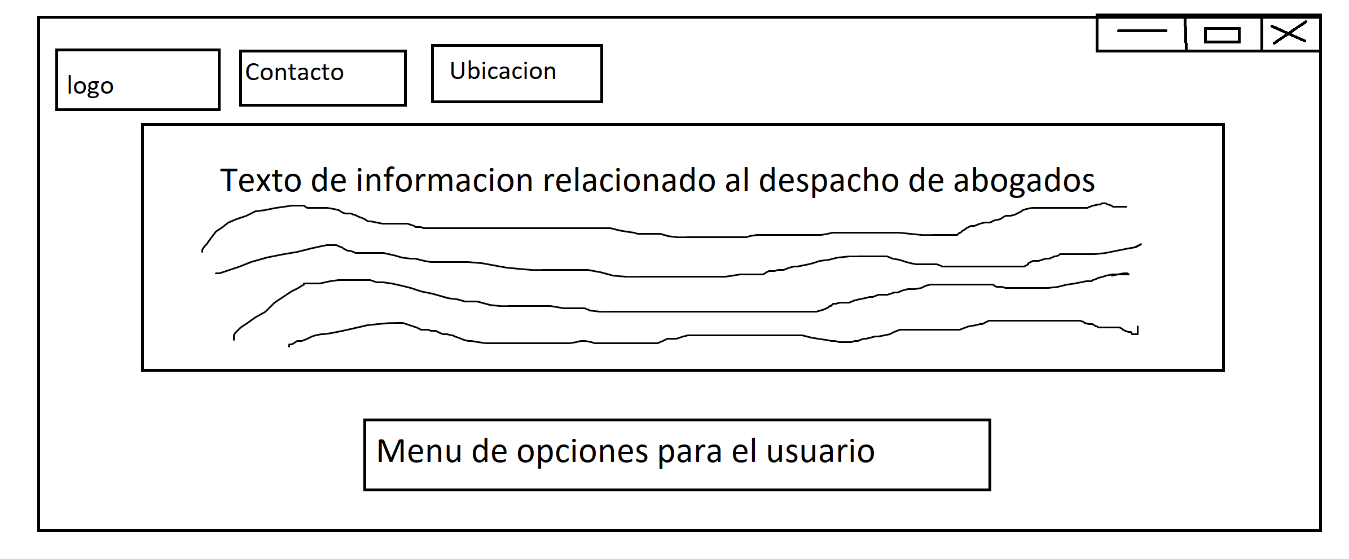 logo
Contacto
Ubicacion
Texto de informacion relacionado al despacho de abogados
Menu de opciones para el usuario